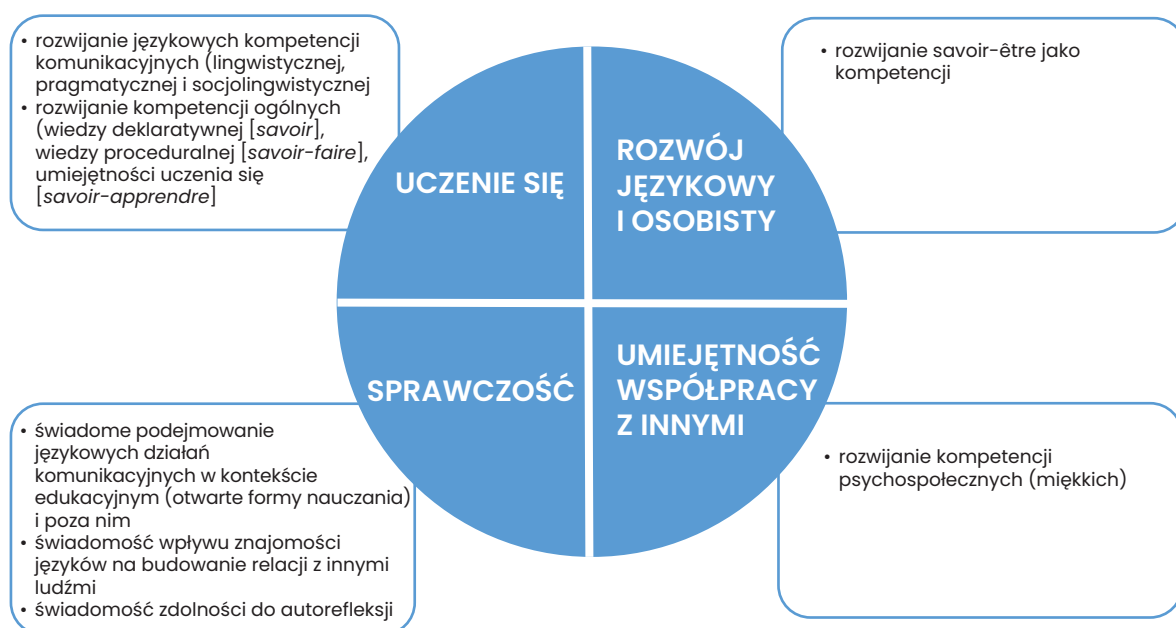 • rozwijanie językowych kompetencji
komunikacyjnych (lingwistycznej,
pragmatycznej i socjolingwistycznej
• rozwijanie kompetencji ogólnych
(wiedzy deklaratywnej [savoir],
wiedzy proceduralnej [savoir-faire],
umiejętności uczenia się
[savoir-apprendre]
• rozwijanie savoir-être jako
kompetencji
UCZENIE SIĘ
ROZWÓJ
JĘZYKOWY
I OSOBISTY
SPRAWCZOŚĆ
UMIEJĘTNOŚĆ
WSPÓŁPRACY
Z INNYMI
• świadome podejmowanie
językowych działań
komunikacyjnych w kontekście
edukacyjnym (otwarte formy nauczania)
i poza nim
• świadomość wpływu znajomości
języków na budowanie relacji z innymi
ludźmi
• świadomość zdolności do autorefleksji
• rozwijanie kompetencji
psychospołecznych (miękkich)